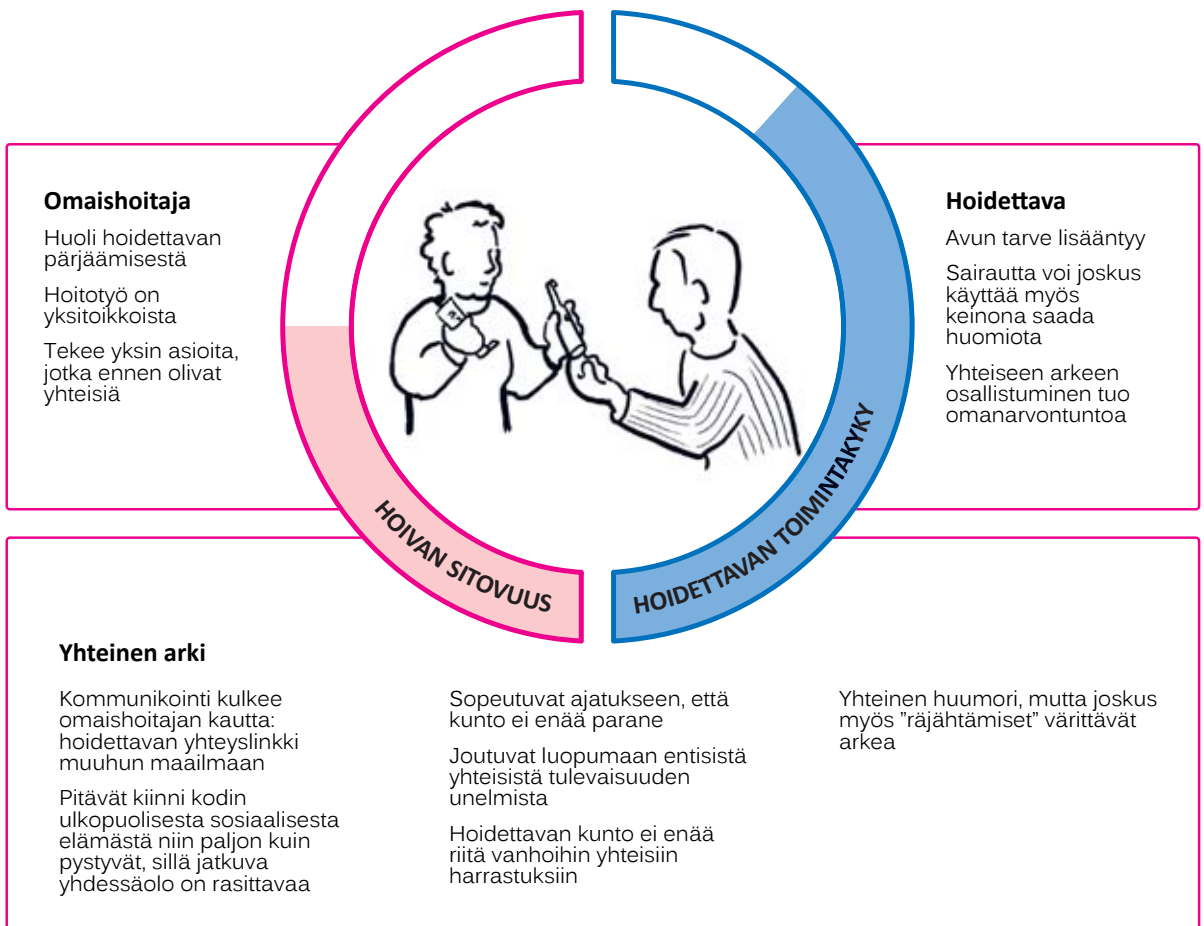 Omaishoitaja
Huoli hoidettavan
pärjäämisestä
Hoitotyö on
yksitoikkoista
Tekee yksin asioita,
jotka ennen olivat
yhteisiä
Hoidettava
Avun tarve lisääntyy
Sairautta voi joskus
käyttää myös
keinona saada
huomiota
Yhteiseen arkeen
osallistuminen tuo
omanarvontuntoa
HOIVAN SITOVUUS
HOIDETTAVAN TOIMINTAKYKY
Yhteinen arki
Kommunikointi kulkee
omaishoitajan kautta:
hoidettavan yhteyslinkki
muuhun maailmaan
Pitävät kiinni kodin
ulkopuolisesta sosiaalisesta
elämästä niin paljon kuin
pystyvät, sillä jatkuva
yhdessäolo on rasittavaa
Sopeutuvat ajatukseen, että
kunto ei enää parane
Joutuvat luopumaan entisistä
yhteisistä tulevaisuuden
unelmista
Hoidettavan kunto ei enää
riitä vanhoihin yhteisiin
harrastuksiin
Yhteinen huumori, mutta joskus
myös ”räjähtämiset” värittävät
arkea